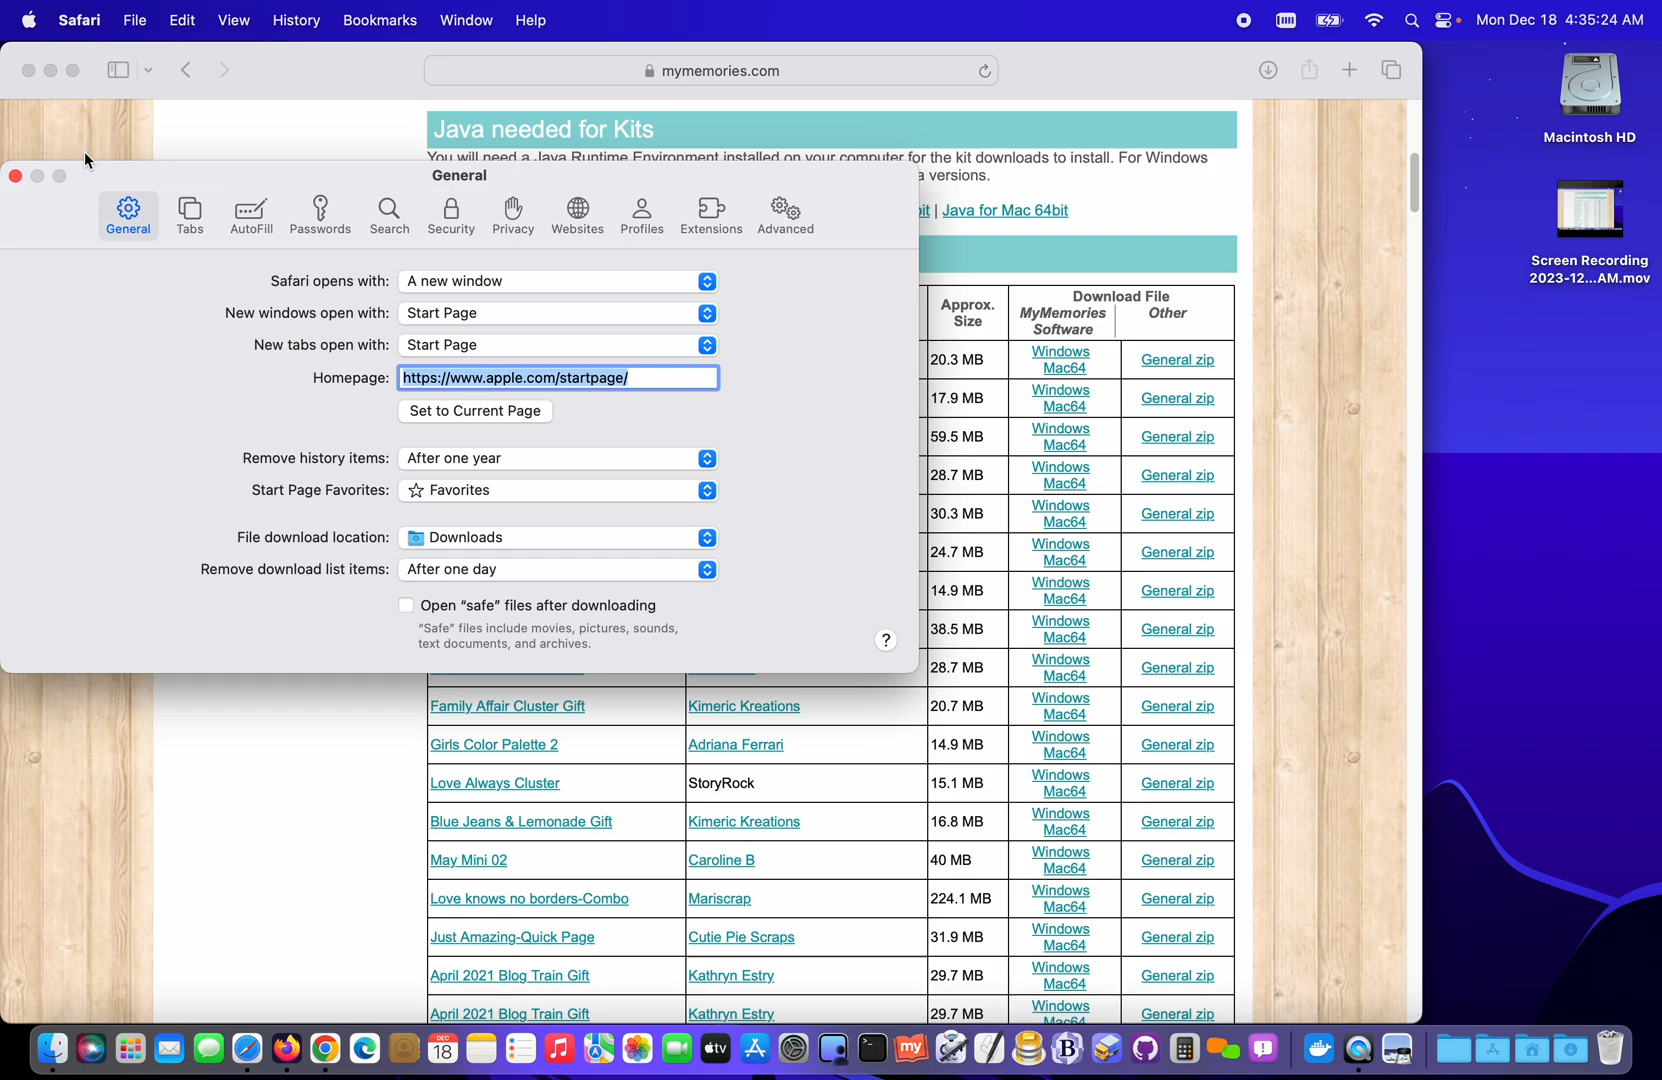 Safari File Edit View History Bookmarks Window Help Mon Dec 18 4:35:24 AM
mymemories.com
Macintosh HD
Screen Recording
2023-12...AM.mov
Java needed for Kits
You will need a Java Runtime Environment installed on your computer for the kit downloads to install. For Windows
a versions.
bit | Java for Mac 64bit
General
General Tabs AutoFill Passwords Search Security Privacy Websites Profiles Extensions Advanced
Safari opens with: A new window
New windows open with: Start Page
New tabs open with: Start Page
Homepage: https://www.apple.com/startpage/
Set to Current Page
Remove history items: After one year
Start Page Favorites: Favorites
File download location: Downloads
Remove download list items: After one day
Open “safe” files after downloading
“Safe” files include movies, pictures, sounds,
text documents, and archives.
?
Approx.
Size
Download File
MyMemories
Software
Other
20.3 MB Windows Mac64 General zip
17.9 MB Windows Mac64 General zip
59.5 MB Windows Mac64 General zip
28.7 MB Windows Mac64 General zip
30.3 MB Windows Mac64 General zip
24.7 MB Windows Mac64 General zip
14.9 MB Windows Mac64 General zip
38.5 MB Windows Mac64 General zip
28.7 MB Windows Mac64 General zip
Family Affair Cluster Gift Kimeric Kreations 20.7 MB Windows Mac64 General zip
Girls Color Palette 2 Adriana Ferrari 14.9 MB Windows Mac64 General zip
Love Always Cluster StoryRock 15.1 MB Windows Mac64 General zip
Blue Jeans & Lemonade Gift Kimeric Kreations 16.8 MB Windows Mac64 General zip
May Mini 02 Caroline B 40 MB Windows Mac64 General zip
Love knows no borders-Combo Mariscrap 224.1 MB Windows Mac64 General zip
Just Amazing-Quick Page Cutie Pie Scraps 31.9 MB Windows Mac64 General zip
April 2021 Blog Train Gift Kathryn Estry 29.7 MB Windows Mac64 General zip
April 2021 Blog Train Gift Kathryn Estry 29.7 MB Windows Mac64 General zip
DEC
18
tv
my
B